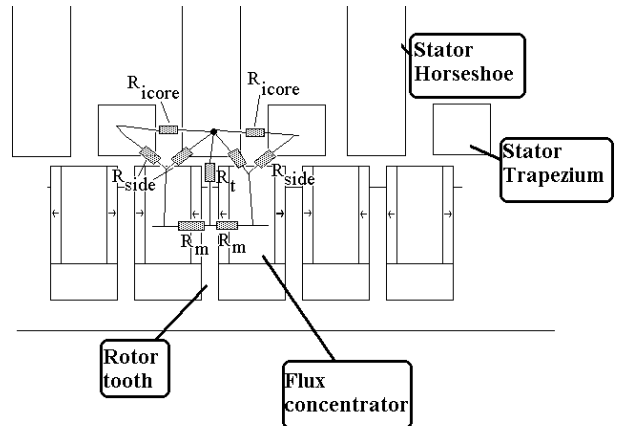 Stator
Horseshoe
R icore
R icore
Stator
Trapezium
R side
R t
R side
R m
R m
Rotor
tooth
Flux
concentrator